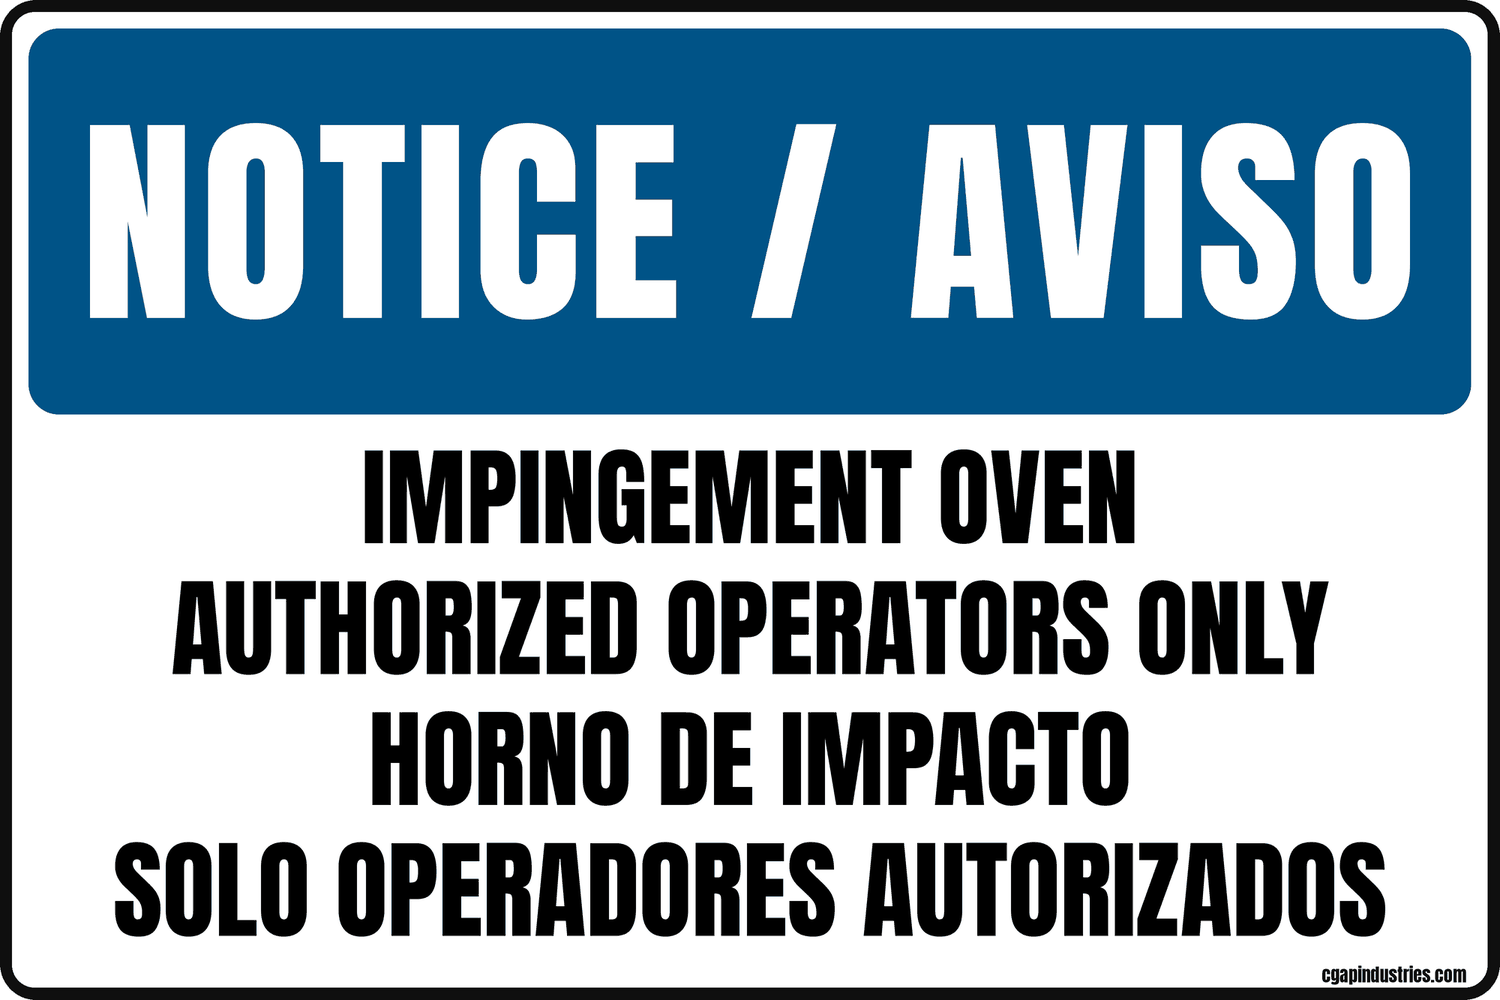 NOTICE / AVISO
IMPINGEMENT OVEN
AUTHORIZED OPERATORS ONLY
HORNO DE IMPACTO
SOLO OPERADORES AUTORIZADOS
cgapindustries.com